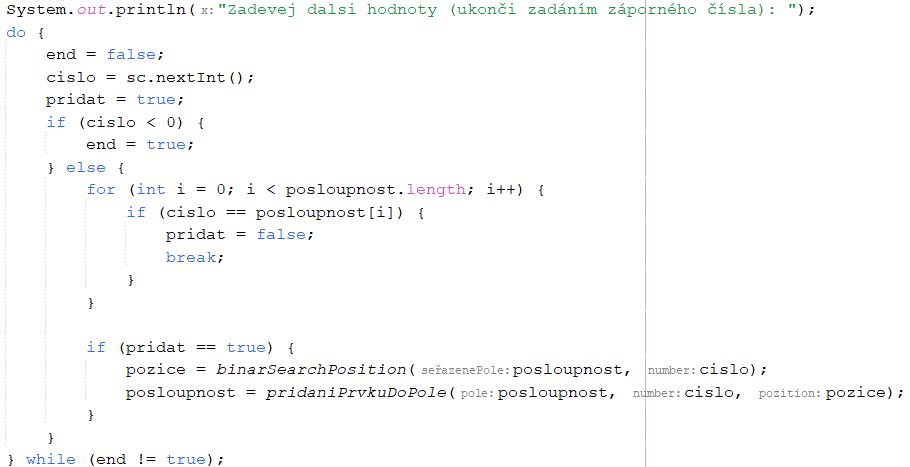 System.out.println( x: "Zadevej dalsi hodnoty (ukonči zadáním záporného čísla): ");
do {
    end = false;
    cislo = sc.nextInt();
    pridat = true;
    if (cislo < 0) {
        end = true;
    } else {
        for (int i = 0; i < posloupnost.length; i++) {
            if (cislo == posloupnost[i]) {
                pridat = false;
                break;
            }
        }

        if (pridat == true) {
            pozice = binarSearchPosition( seřazenePole: posloupnost, number: cislo);
            posloupnost = pridaniPrvkuDoPole( pole: posloupnost, number: cislo, pozition: pozice);
        }
    }
} while (end != true);